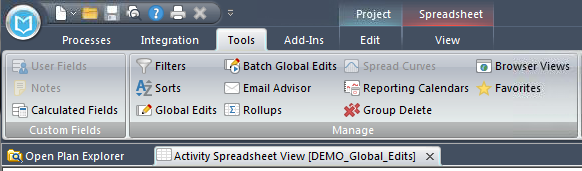 Project Spreadsheet
Processes Integration Tools Add-Ins Edit View
User Fields Filters Batch Global Edits Spread Curves Browser Views
Notes Sorts Email Advisor Reporting Calendars Favorites
Calculated Fields Global Edits Rollups Group Delete
Custom Fields Manage
Open Plan Explorer Activity Spreadsheet View [DEMO_Global_Edits]